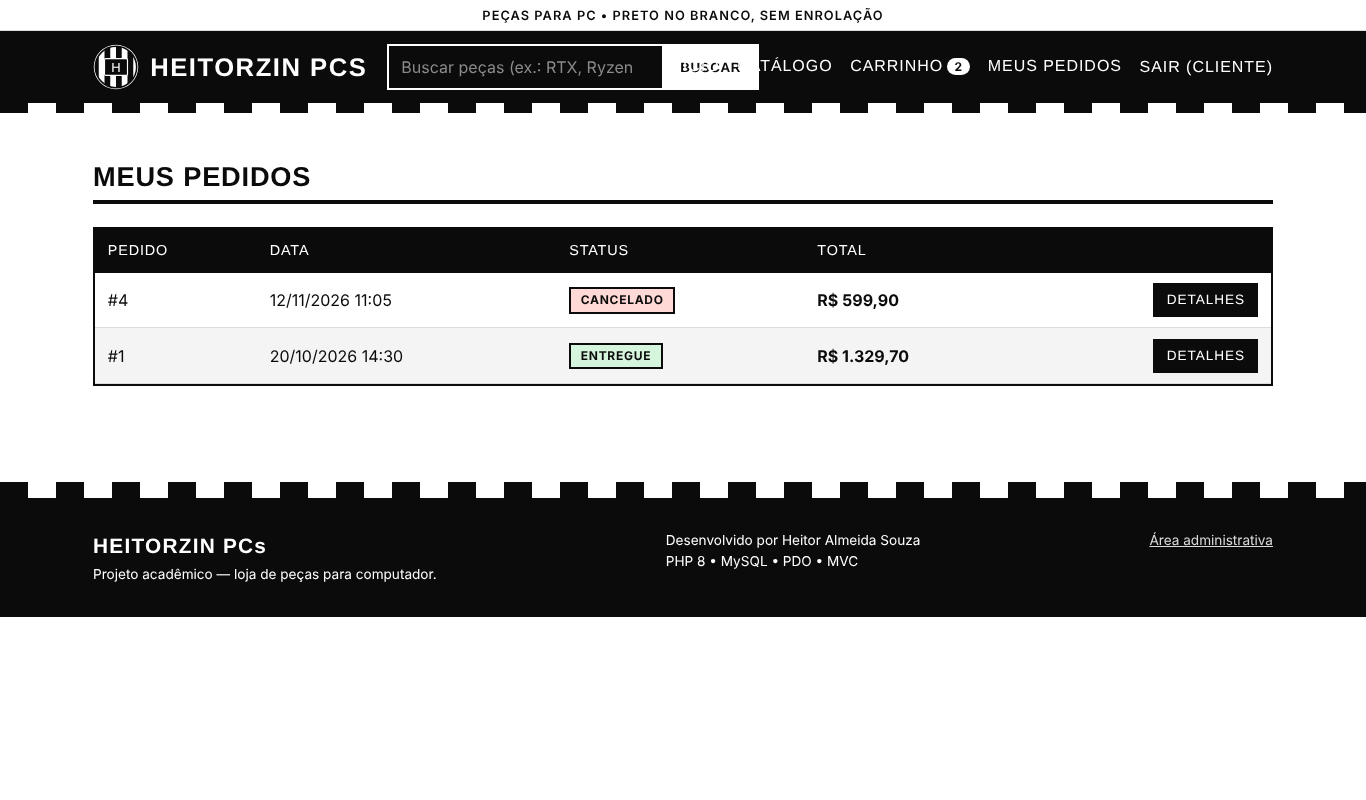 PEÇAS PARA PC • PRETO NO BRANCO, SEM ENROLAÇÃO
H HEITORZIN PCS
Buscar peças (ex.: RTX, Ryzen
BUSCAR
CARRINHO 2
MEUS PEDIDOS
SAIR (CLIENTE)
MEUS PEDIDOS
PEDIDO DATA STATUS TOTAL
#4 12/11/2026 11:05 CANCELADO R$ 599,90 DETALHES
#1 20/10/2026 14:30 ENTREGUE R$ 1.329,70 DETALHES
HEITORZIN PCs
Projeto acadêmico — loja de peças para computador.
Desenvolvido por Heitor Almeida Souza
PHP 8 • MySQL • PDO • MVC
Área administrativa